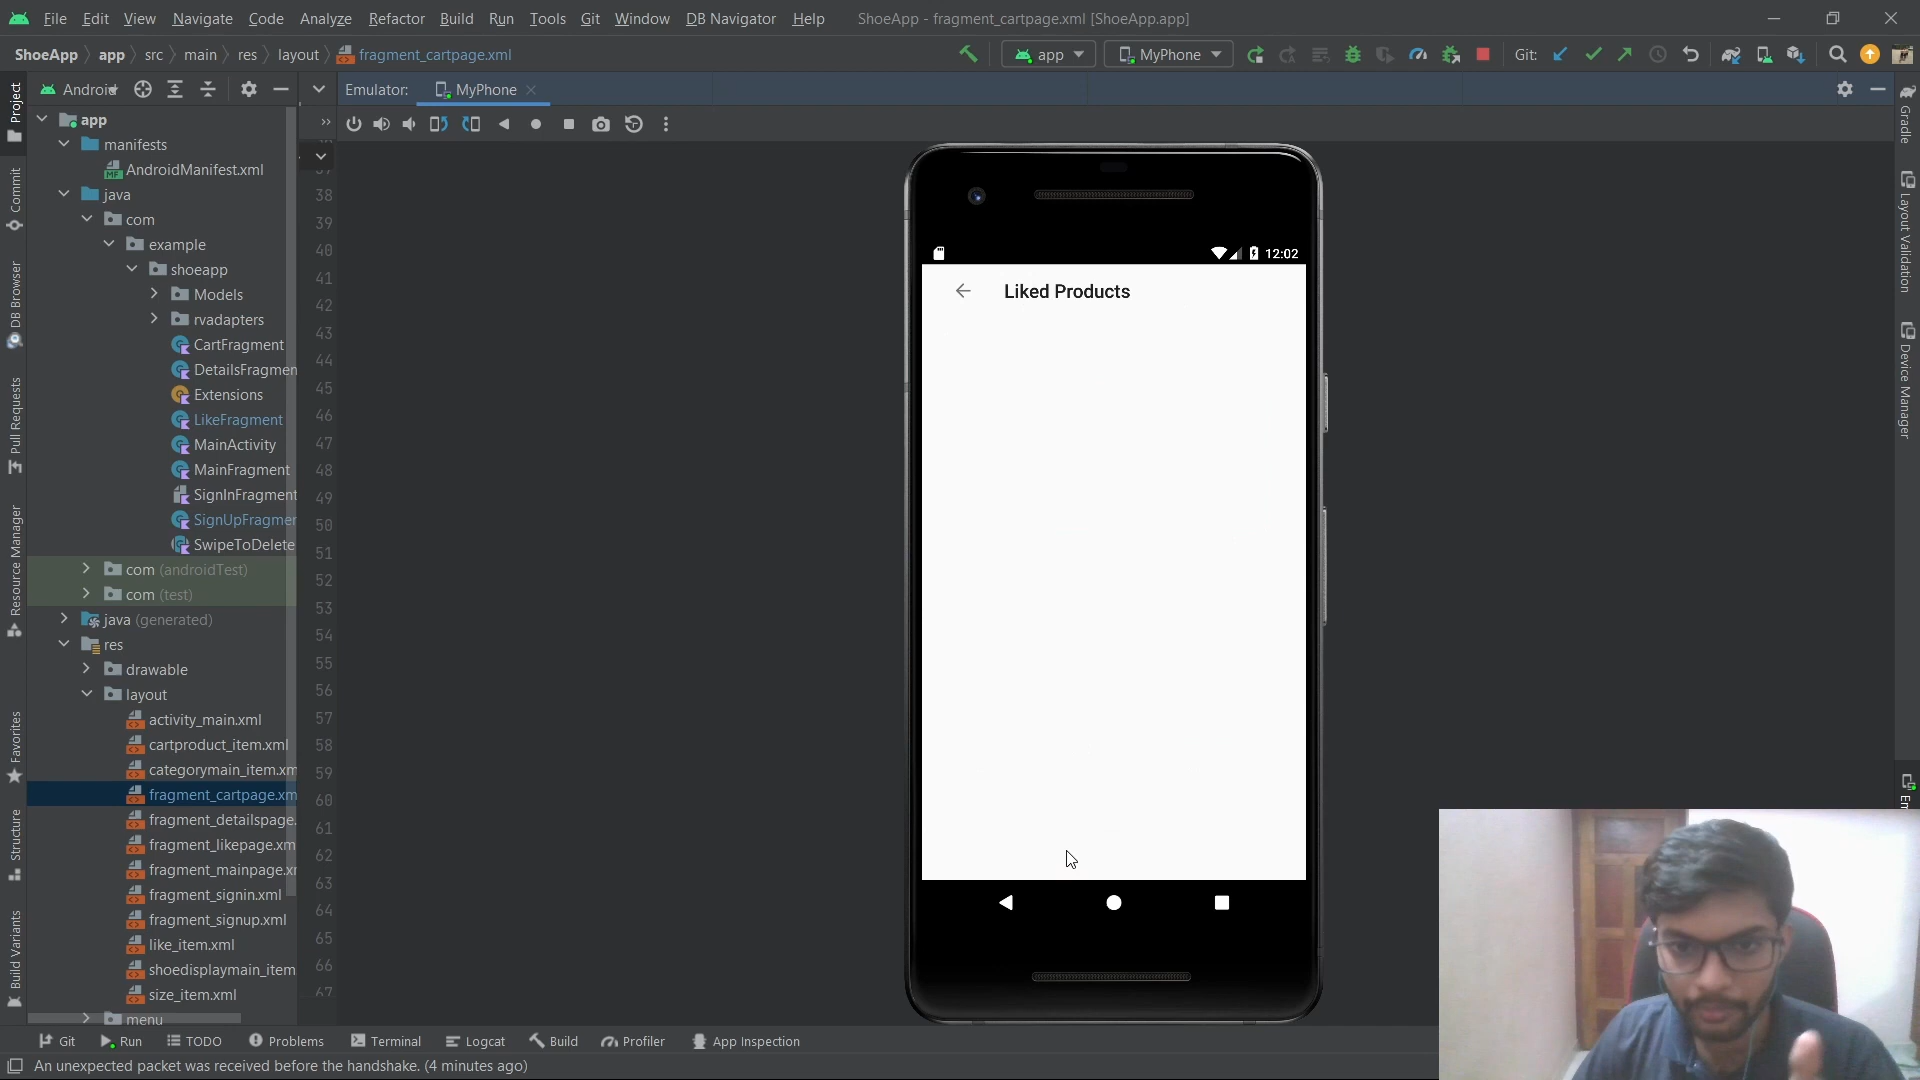 File Edit View Navigate Code Analyze Refactor Build Run Tools Git Window DB Navigator Help ShoeApp - fragment_cartpage.xml [ShoeApp.app]
ShoeApp app src main res layout fragment_cartpage.xml app MyPhone Git:
Android Emulator: MyPhone
Project
Commit
DB Browser
Pull Requests
Resource Manager
Favorites
Structure
Build Variants
app
manifests
AndroidManifest.xml
java
com
example
shoeapp
Models
rvadapters
CartFragment
DetailsFragmen
Extensions
LikeFragment
MainActivity
MainFragment
SignInFragment
SignUpFragmer
SwipeToDelete
com (androidTest)
com (test)
java (generated)
res
drawable
layout
activity_main.xml
cartproduct_item.xml
categorymain_item.xm
fragment_cartpage.xm
fragment_detailspage.
fragment_likepage.xm
fragment_mainpage.xr
fragment_signin.xml
fragment_signup.xml
like_item.xml
shoedisplaymain_item
size_item.xml
menu
38
39
40
41
42
43
44
45
46
47
48
49
50
51
52
53
54
55
56
57
58
59
60
61
62
63
64
65
66
67
12:02
Liked Products
Gradle
Layout Validation
Device Manager
Em
Git Run TODO Problems Terminal Logcat Build Profiler App Inspection
An unexpected packet was received before the handshake. (4 minutes ago)